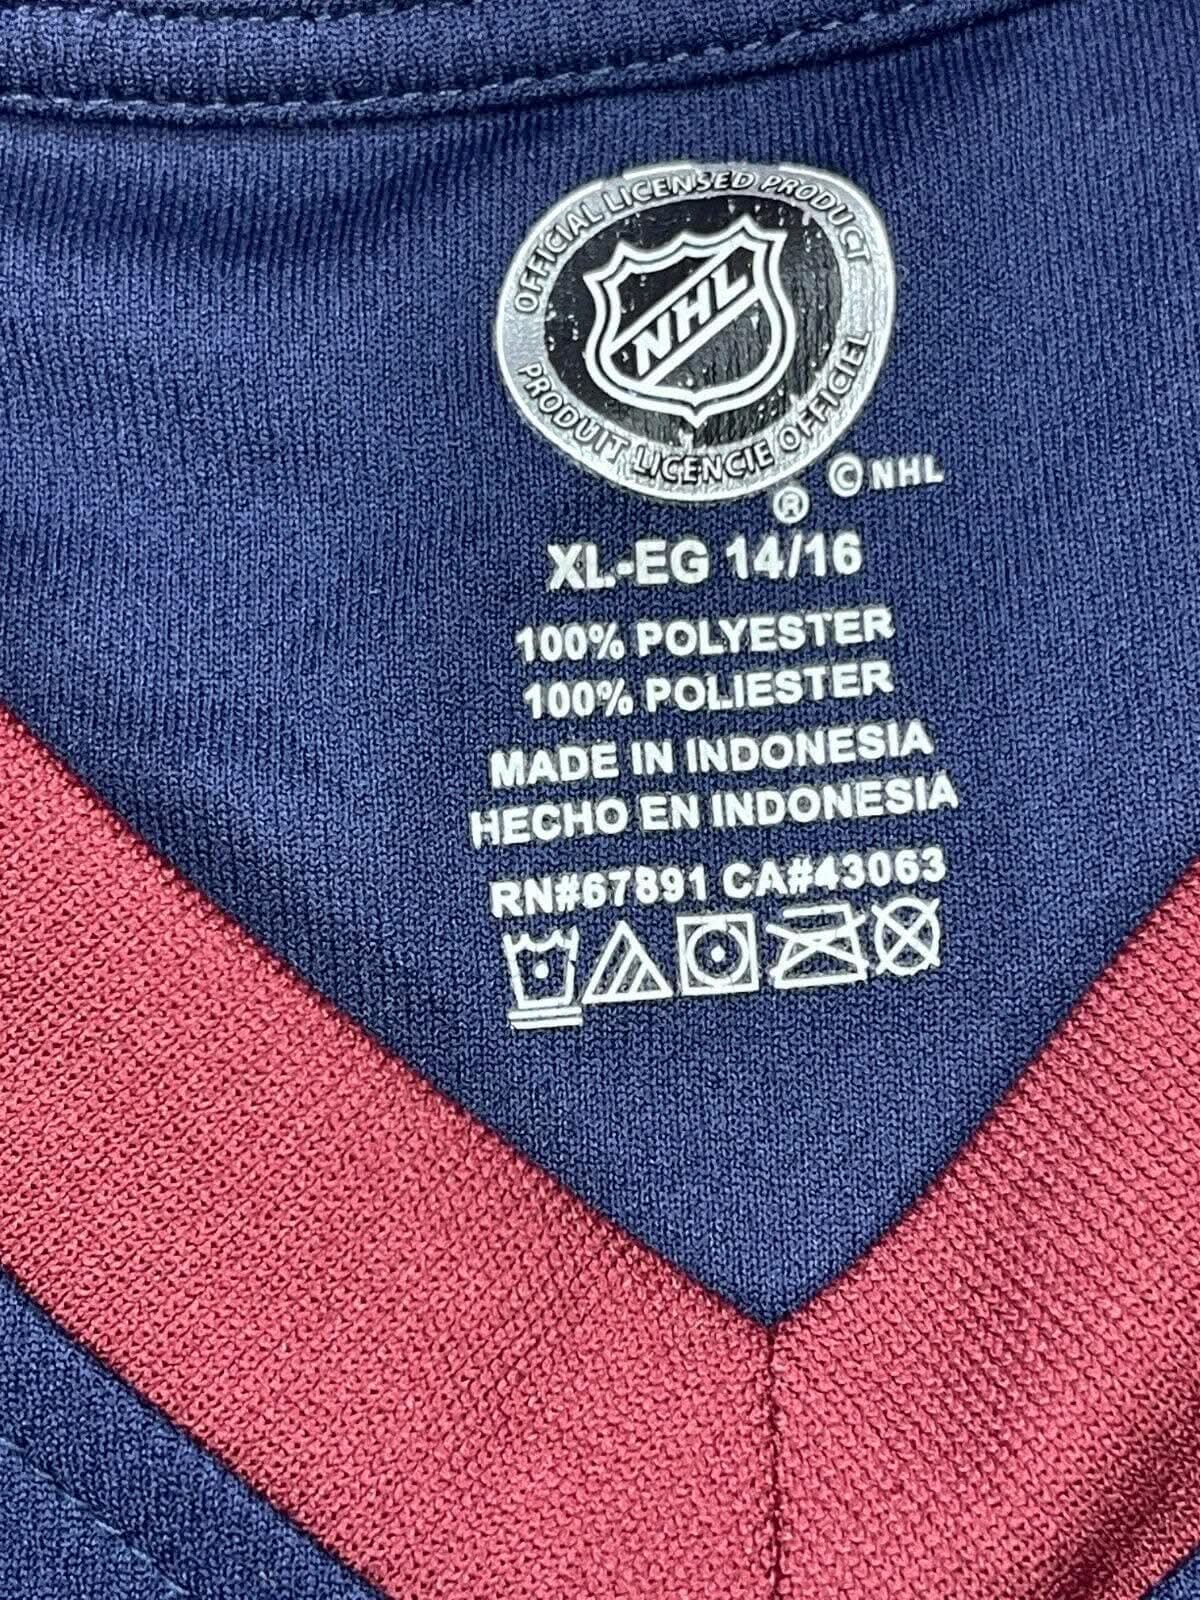 OFFICIAL LICENSED PRODUCT
NHL
PRODUIT LICENCIE OFFICIEL
® © NHL
XL-EG 14/16
100% POLYESTER
100% POLIESTER
MADE IN INDONESIA
HECHO EN INDONESIA
RN#67891 CA#43063